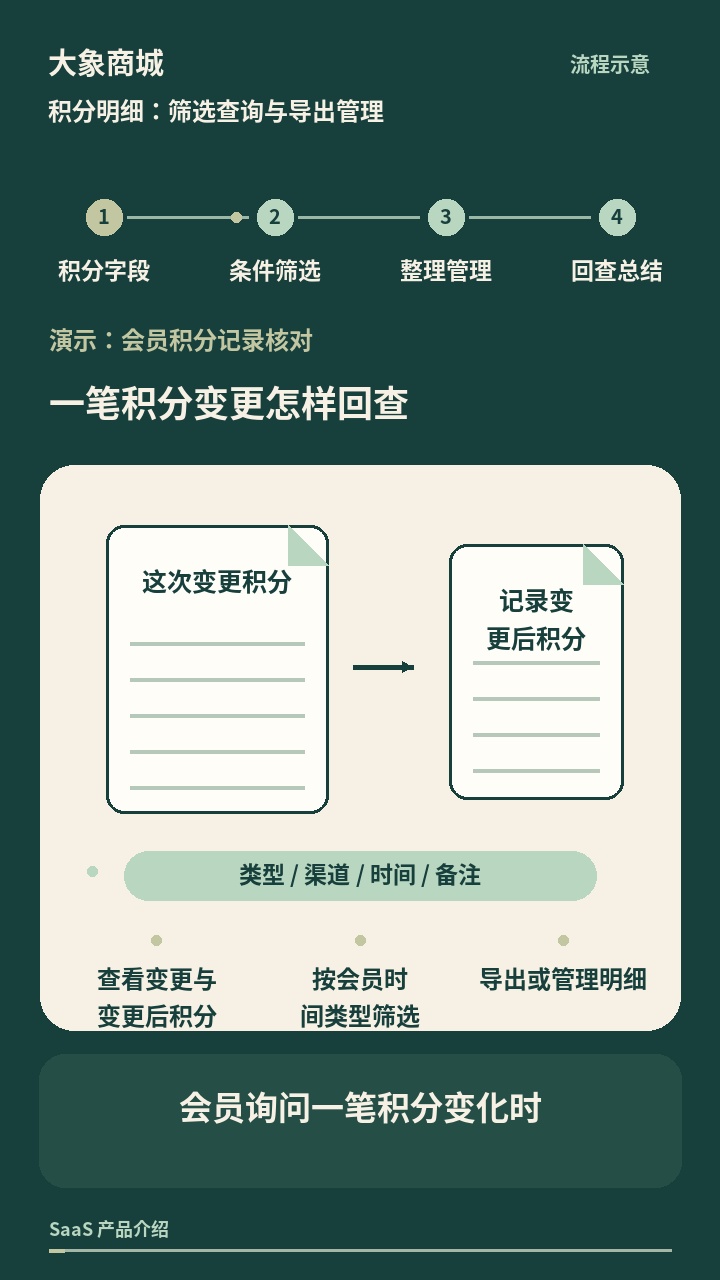 大象商城
流程示意
积分明细：筛选查询与导出管理
1
2
3
4
积分字段
条件筛选
整理管理
回查总结
演示：会员积分记录核对
一笔积分变更怎样回查
这次变更积分
记录变
更后积分
类型 / 渠道 / 时间 / 备注
查看变更与
变更后积分
按会员时
间类型筛选
导出或管理明细
会员询问一笔积分变化时
SaaS 产品介绍